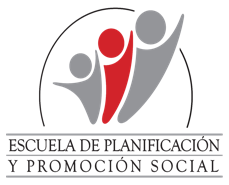 ESCUELA DE PLANIFICACIÓN
Y PROMOCIÓN SOCIAL